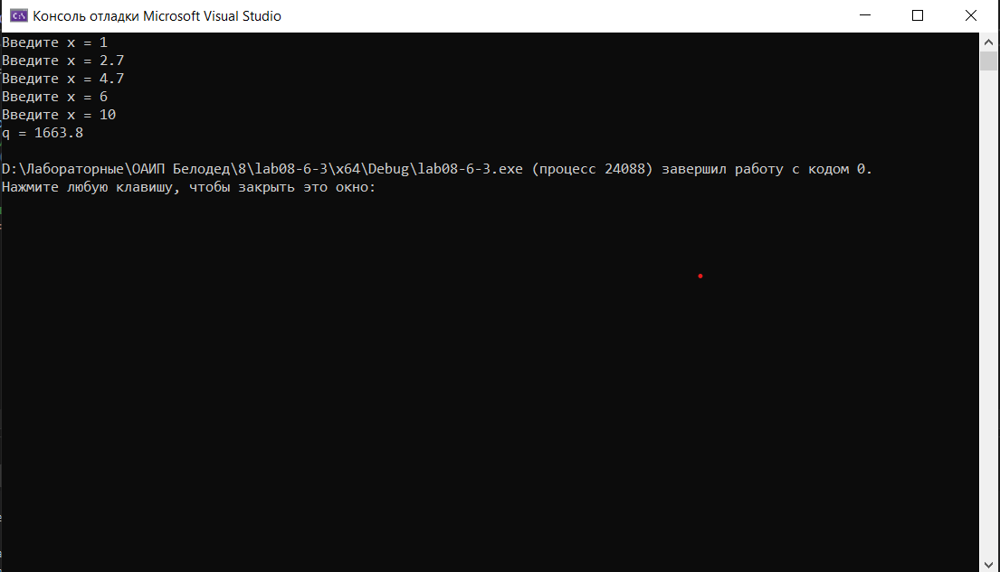 Консоль отладки Microsoft Visual Studio
Введите x = 1
Введите x = 2.7
Введите x = 4.7
Введите x = 6
Введите x = 10
q = 1663.8
D:\Лабораторные\ОАИП Белодед\8\lab08-6-3\x64\Debug\lab08-6-3.exe (процесс 24088) завершил работу с кодом 0.
Нажмите любую клавишу, чтобы закрыть это окно: